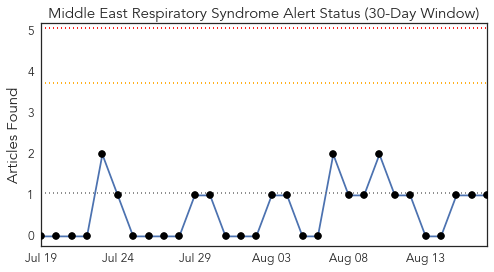 Middle East Respiratory Syndrome Alert Status (30-Day Window)
Articles Found
5
4
3
2
1
0
Jul 19 Jul 24 Jul 29 Aug 03 Aug 08 Aug 13